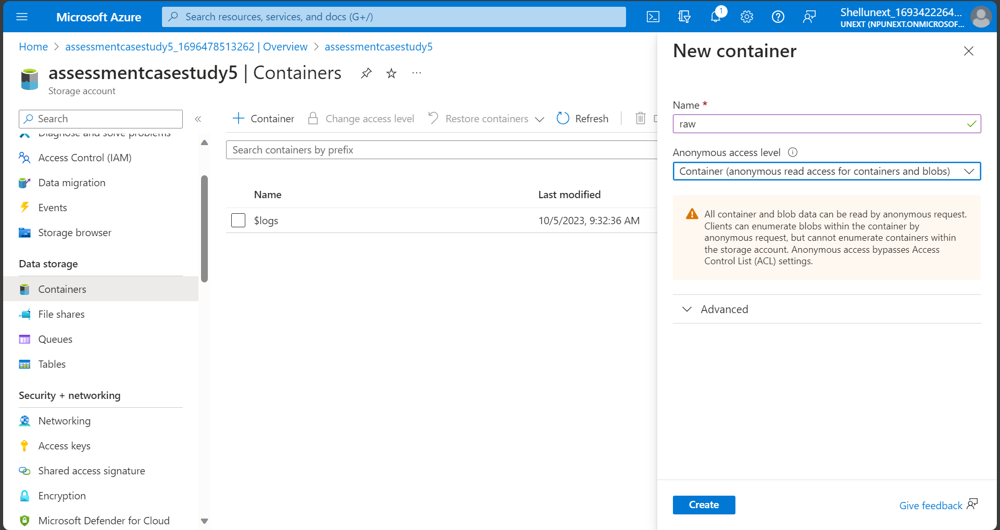 Microsoft Azure
Search resources, services, and docs (G+/)
1
Shellunext_1693422264...
UNEXT (NPUNEXT.ONMICROSOF...
Home > assessmentcasestudy5_1696478513262 | Overview > assessmentcasestudy5
assessmentcasestudy5 | Containers
...
Storage account
Search
«
Diagnose and solve problems
Access Control (IAM)
Data migration
Events
Storage browser
Data storage
Containers
File shares
Queues
Tables
Security + networking
Networking
Access keys
Shared access signature
Encryption
Microsoft Defender for Cloud
Container
Change access level
Restore containers
Refresh
Search containers by prefix
Name
Last modified
$logs
10/5/2023, 9:32:36 AM
New container
Name *
raw
Anonymous access level
Container (anonymous read access for containers and blobs)
All container and blob data can be read by anonymous request.
Clients can enumerate blobs within the container by
anonymous request, but cannot enumerate containers within
the storage account. Anonymous access bypasses Access
Control List (ACL) settings.
Advanced
Create
Give feedback